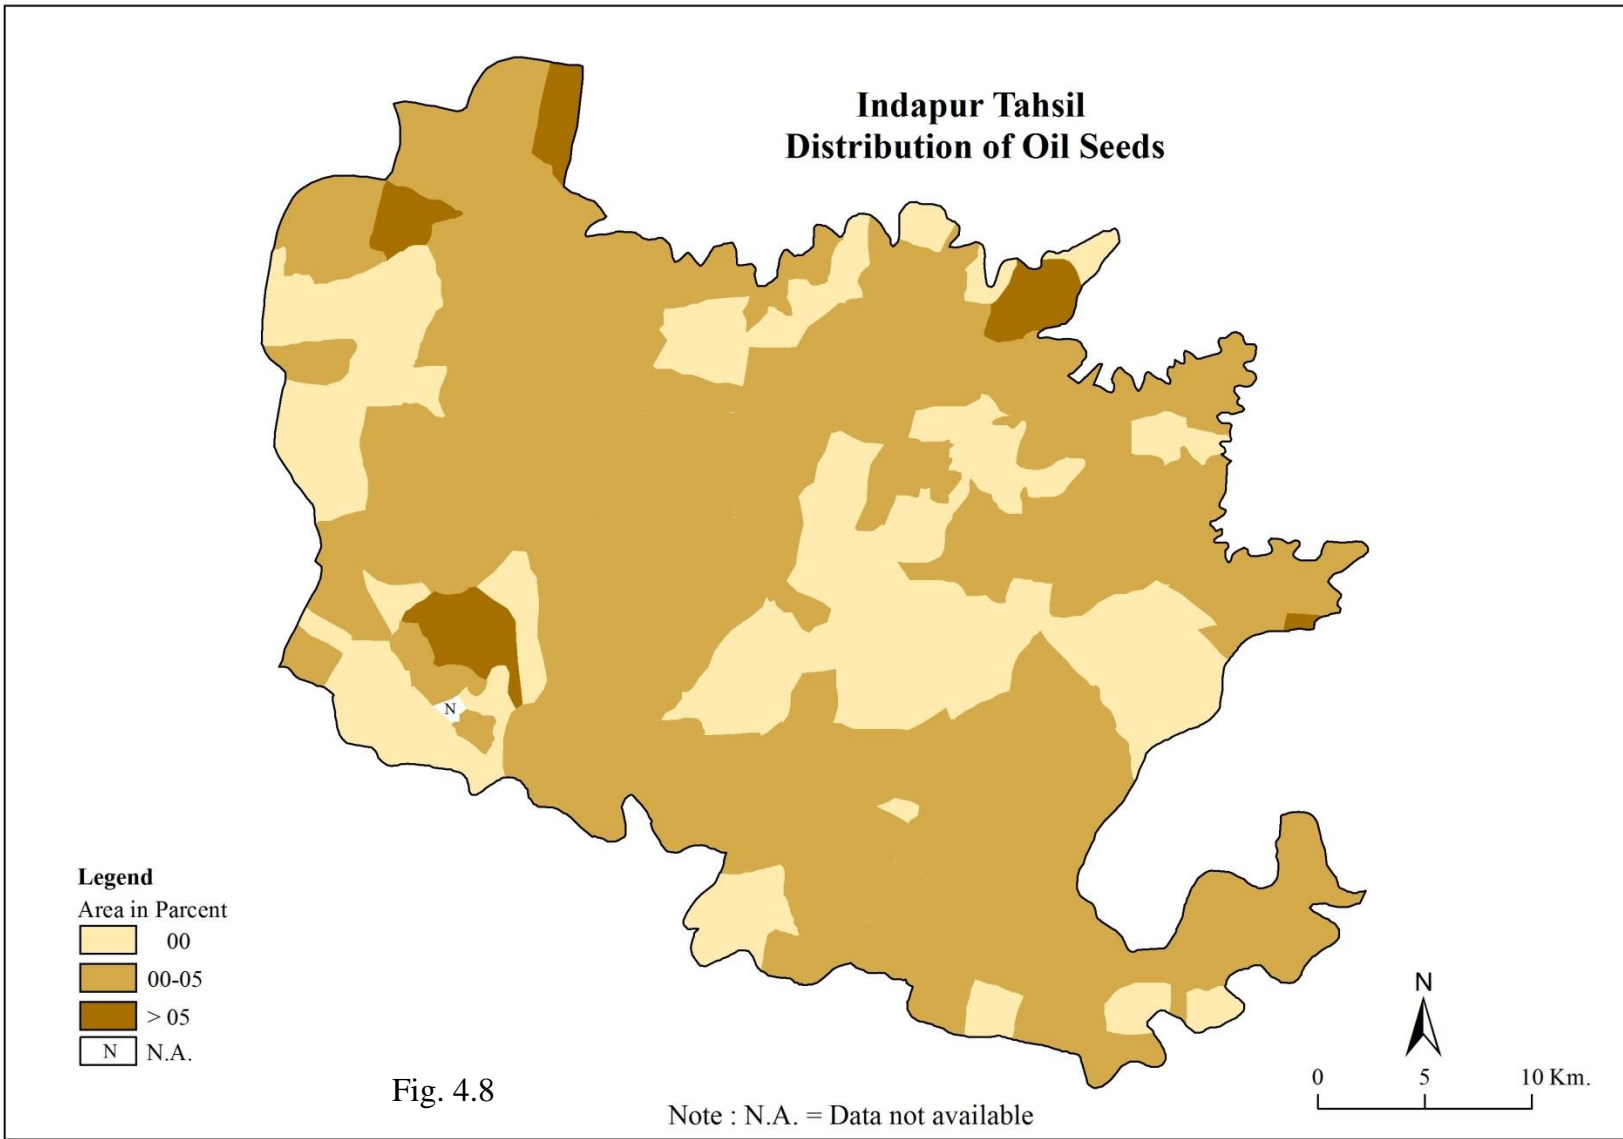 Indapur Tahsil
Distribution of Oil Seeds
N
Legend
Area in Parcent
00
00-05
> 05
N N.A.
Fig. 4.8
Note : N.A. = Data not available
N
0 5 10 Km.